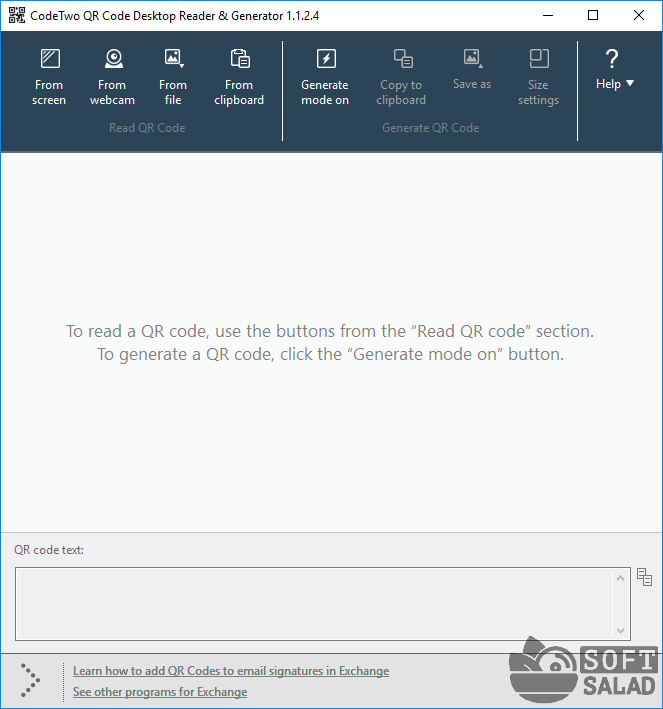 CodeTwo QR Code Desktop Reader & Generator 1.1.2.4
From screen
From webcam
From file
From clipboard
Generate mode on
Copy to clipboard
Save as
Size settings
Help
Read QR Code
Generate QR Code
To read a QR code, use the buttons from the “Read QR code” section.
To generate a QR code, click the “Generate mode on” button.
QR code text:
Learn how to add QR Codes to email signatures in Exchange
See other programs for Exchange
SOFT
SALAD